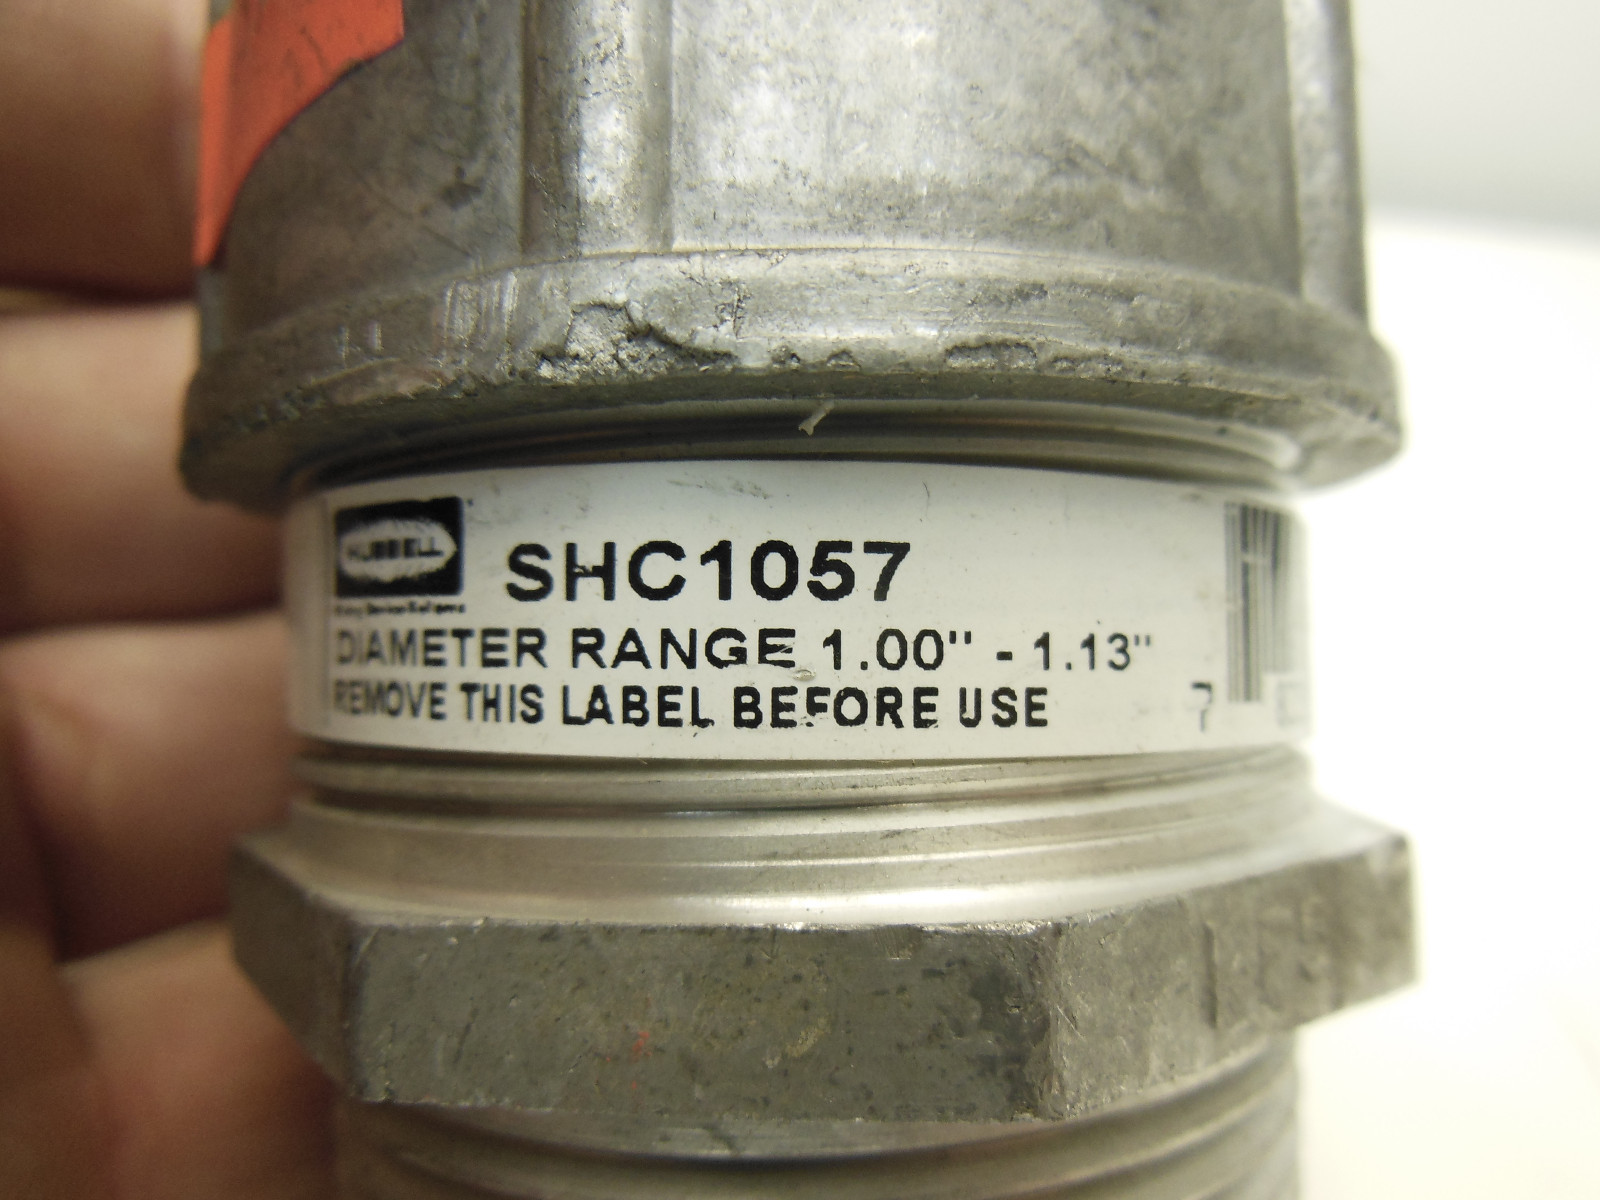 HUBBELL
SHC1057
DIAMETER RANGE 1.00" - 1.13"
REMOVE THIS LABEL BEFORE USE
7